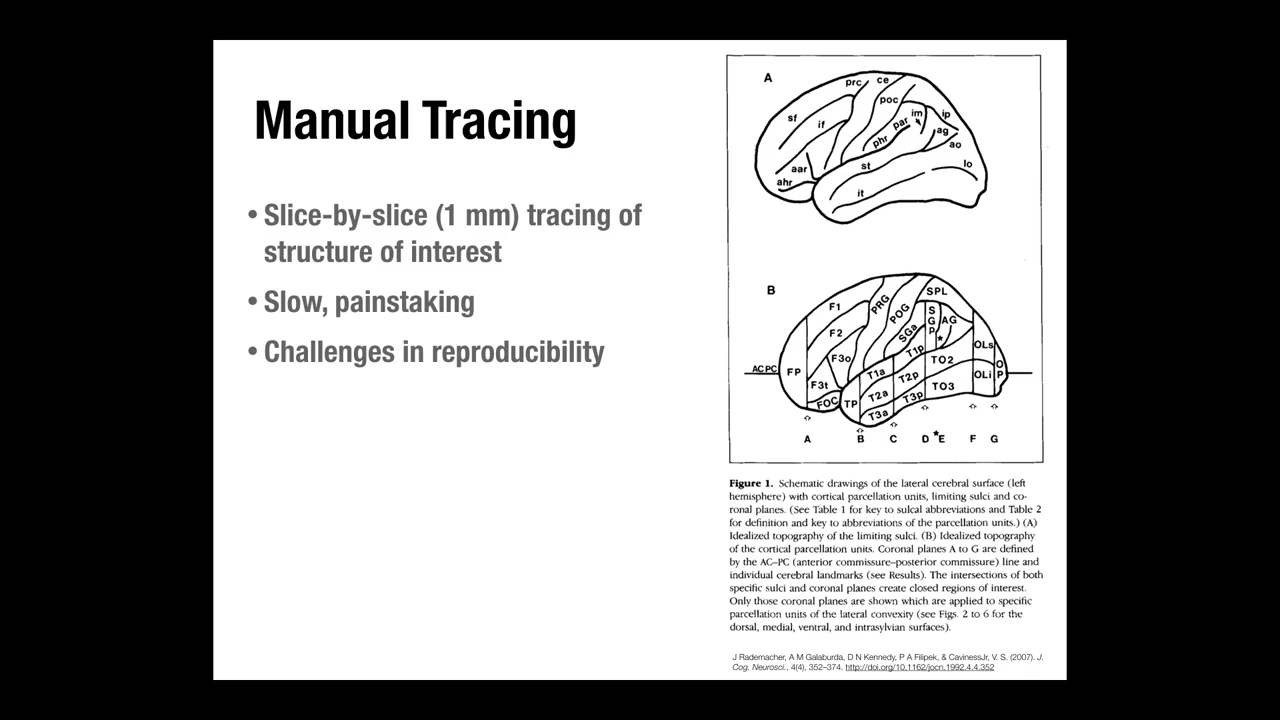 Manual Tracing
• Slice-by-slice (1 mm) tracing of
structure of interest
• Slow, painstaking
• Challenges in reproducibility
A
prc
ce
poc
sf
if
im
ip
par
ag
phr
ao
st
lo
aar
ahr
it
B
F1
PRG
SPL
POG
S
G
p
AG
F2
SGa
*
T1p
OLs
F3o
TO2
ACPC
FP
T1a
T2p
OLi
O
P
F3t
T2a
T3p
TO3
FOC
TP
T3a
A B C D *E F G
Figure 1. Schematic drawings of the lateral cerebral surface (left
hemisphere) with cortical parcellation units, limiting sulci and co-
ronal planes. (See Table 1 for key to sulcal abbreviations and Table 2
for definition and key to abbreviations of the parcellation units.) (A)
Idealized topography of the limiting sulci. (B) Idealized topography
of the cortical parcellation units. Coronal planes A to G are defined
by the AC–PC (anterior commissure–posterior commissure) line and
individual cerebral landmarks (see Results). The intersections of both
specific sulci and coronal planes create closed regions of interest.
Only those coronal planes are shown which are applied to specific
parcellation units of the lateral convexity (see Figs. 2 to 6 for the
dorsal, medial, ventral, and intrasylvian surfaces).
J Rademacher, A M Galaburda, D N Kennedy, P A Filipek, & CavinessJr, V. S. (2007). J.
Cog. Neurosci., 4(4), 352–374. http://doi.org/10.1162/jocn.1992.4.4.352